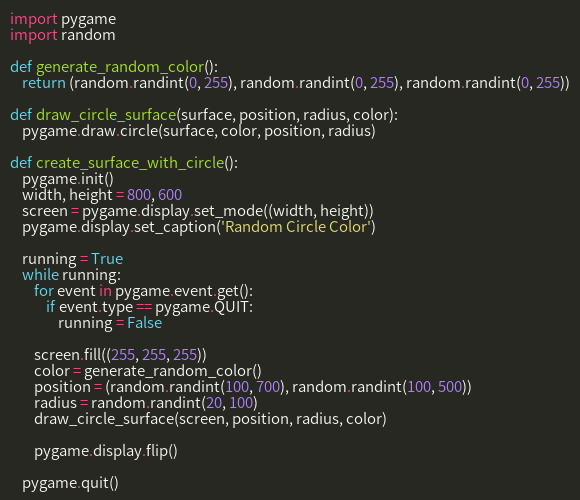 import pygame
import random

def generate_random_color():
    return (random.randint(0, 255), random.randint(0, 255), random.randint(0, 255))

def draw_circle_surface(surface, position, radius, color):
    pygame.draw.circle(surface, color, position, radius)

def create_surface_with_circle():
    pygame.init()
    width, height = 800, 600
    screen = pygame.display.set_mode((width, height))
    pygame.display.set_caption('Random Circle Color')

    running = True
    while running:
        for event in pygame.event.get():
            if event.type == pygame.QUIT:
                running = False

        screen.fill((255, 255, 255))
        color = generate_random_color()
        position = (random.randint(100, 700), random.randint(100, 500))
        radius = random.randint(20, 100)
        draw_circle_surface(screen, position, radius, color)

        pygame.display.flip()

    pygame.quit()